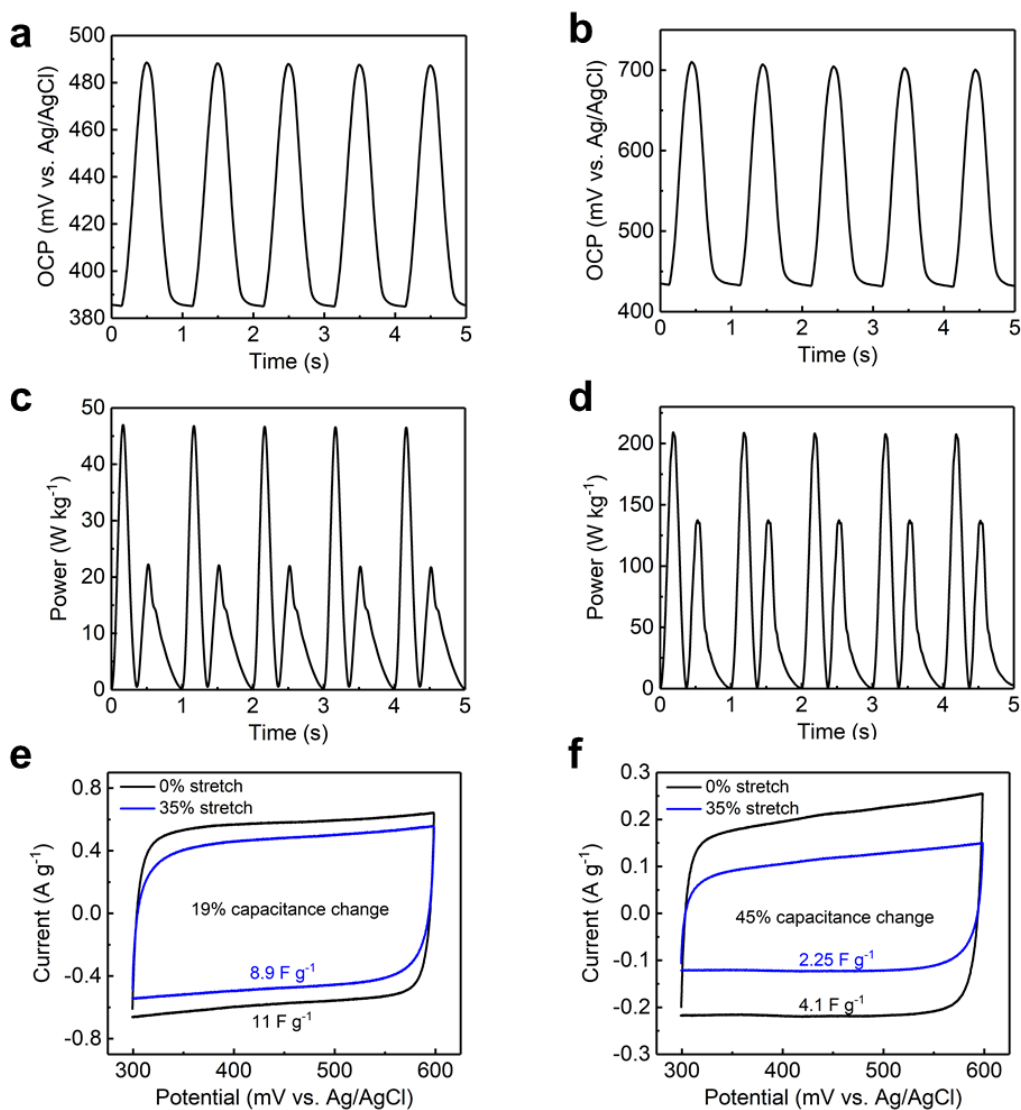 a
OCP (mV vs. Ag/AgCl)
500
480
460
440
420
400
380
0 1 2 3 4 5
Time (s)
b
OCP (mV vs. Ag/AgCl)
700
600
500
400
0 1 2 3 4 5
Time (s)
c
Power (W kg⁻¹)
50
40
30
20
10
0
0 1 2 3 4 5
Time (s)
d
Power (W kg⁻¹)
200
150
100
50
0
0 1 2 3 4 5
Time (s)
e
Current (A g⁻¹)
0.8
0.4
0.0
-0.4
-0.8
0% stretch
35% stretch
19% capacitance change
8.9 F g⁻¹
11 F g⁻¹
300 400 500 600
Potential (mV vs. Ag/AgCl)
f
Current (A g⁻¹)
0.3
0.2
0.1
0.0
-0.1
-0.2
-0.3
0% stretch
35% stretch
45% capacitance change
2.25 F g⁻¹
4.1 F g⁻¹
300 400 500 600
Potential (mV vs. Ag/AgCl)